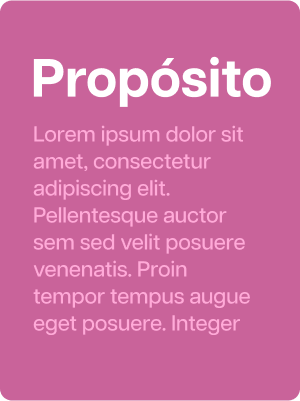 Propósito
Lorem ipsum dolor sit
amet, consectetur
adipiscing elit.
Pellentesque auctor
sem sed velit posuere
venenatis. Proin
tempor tempus augue
eget posuere. Integer